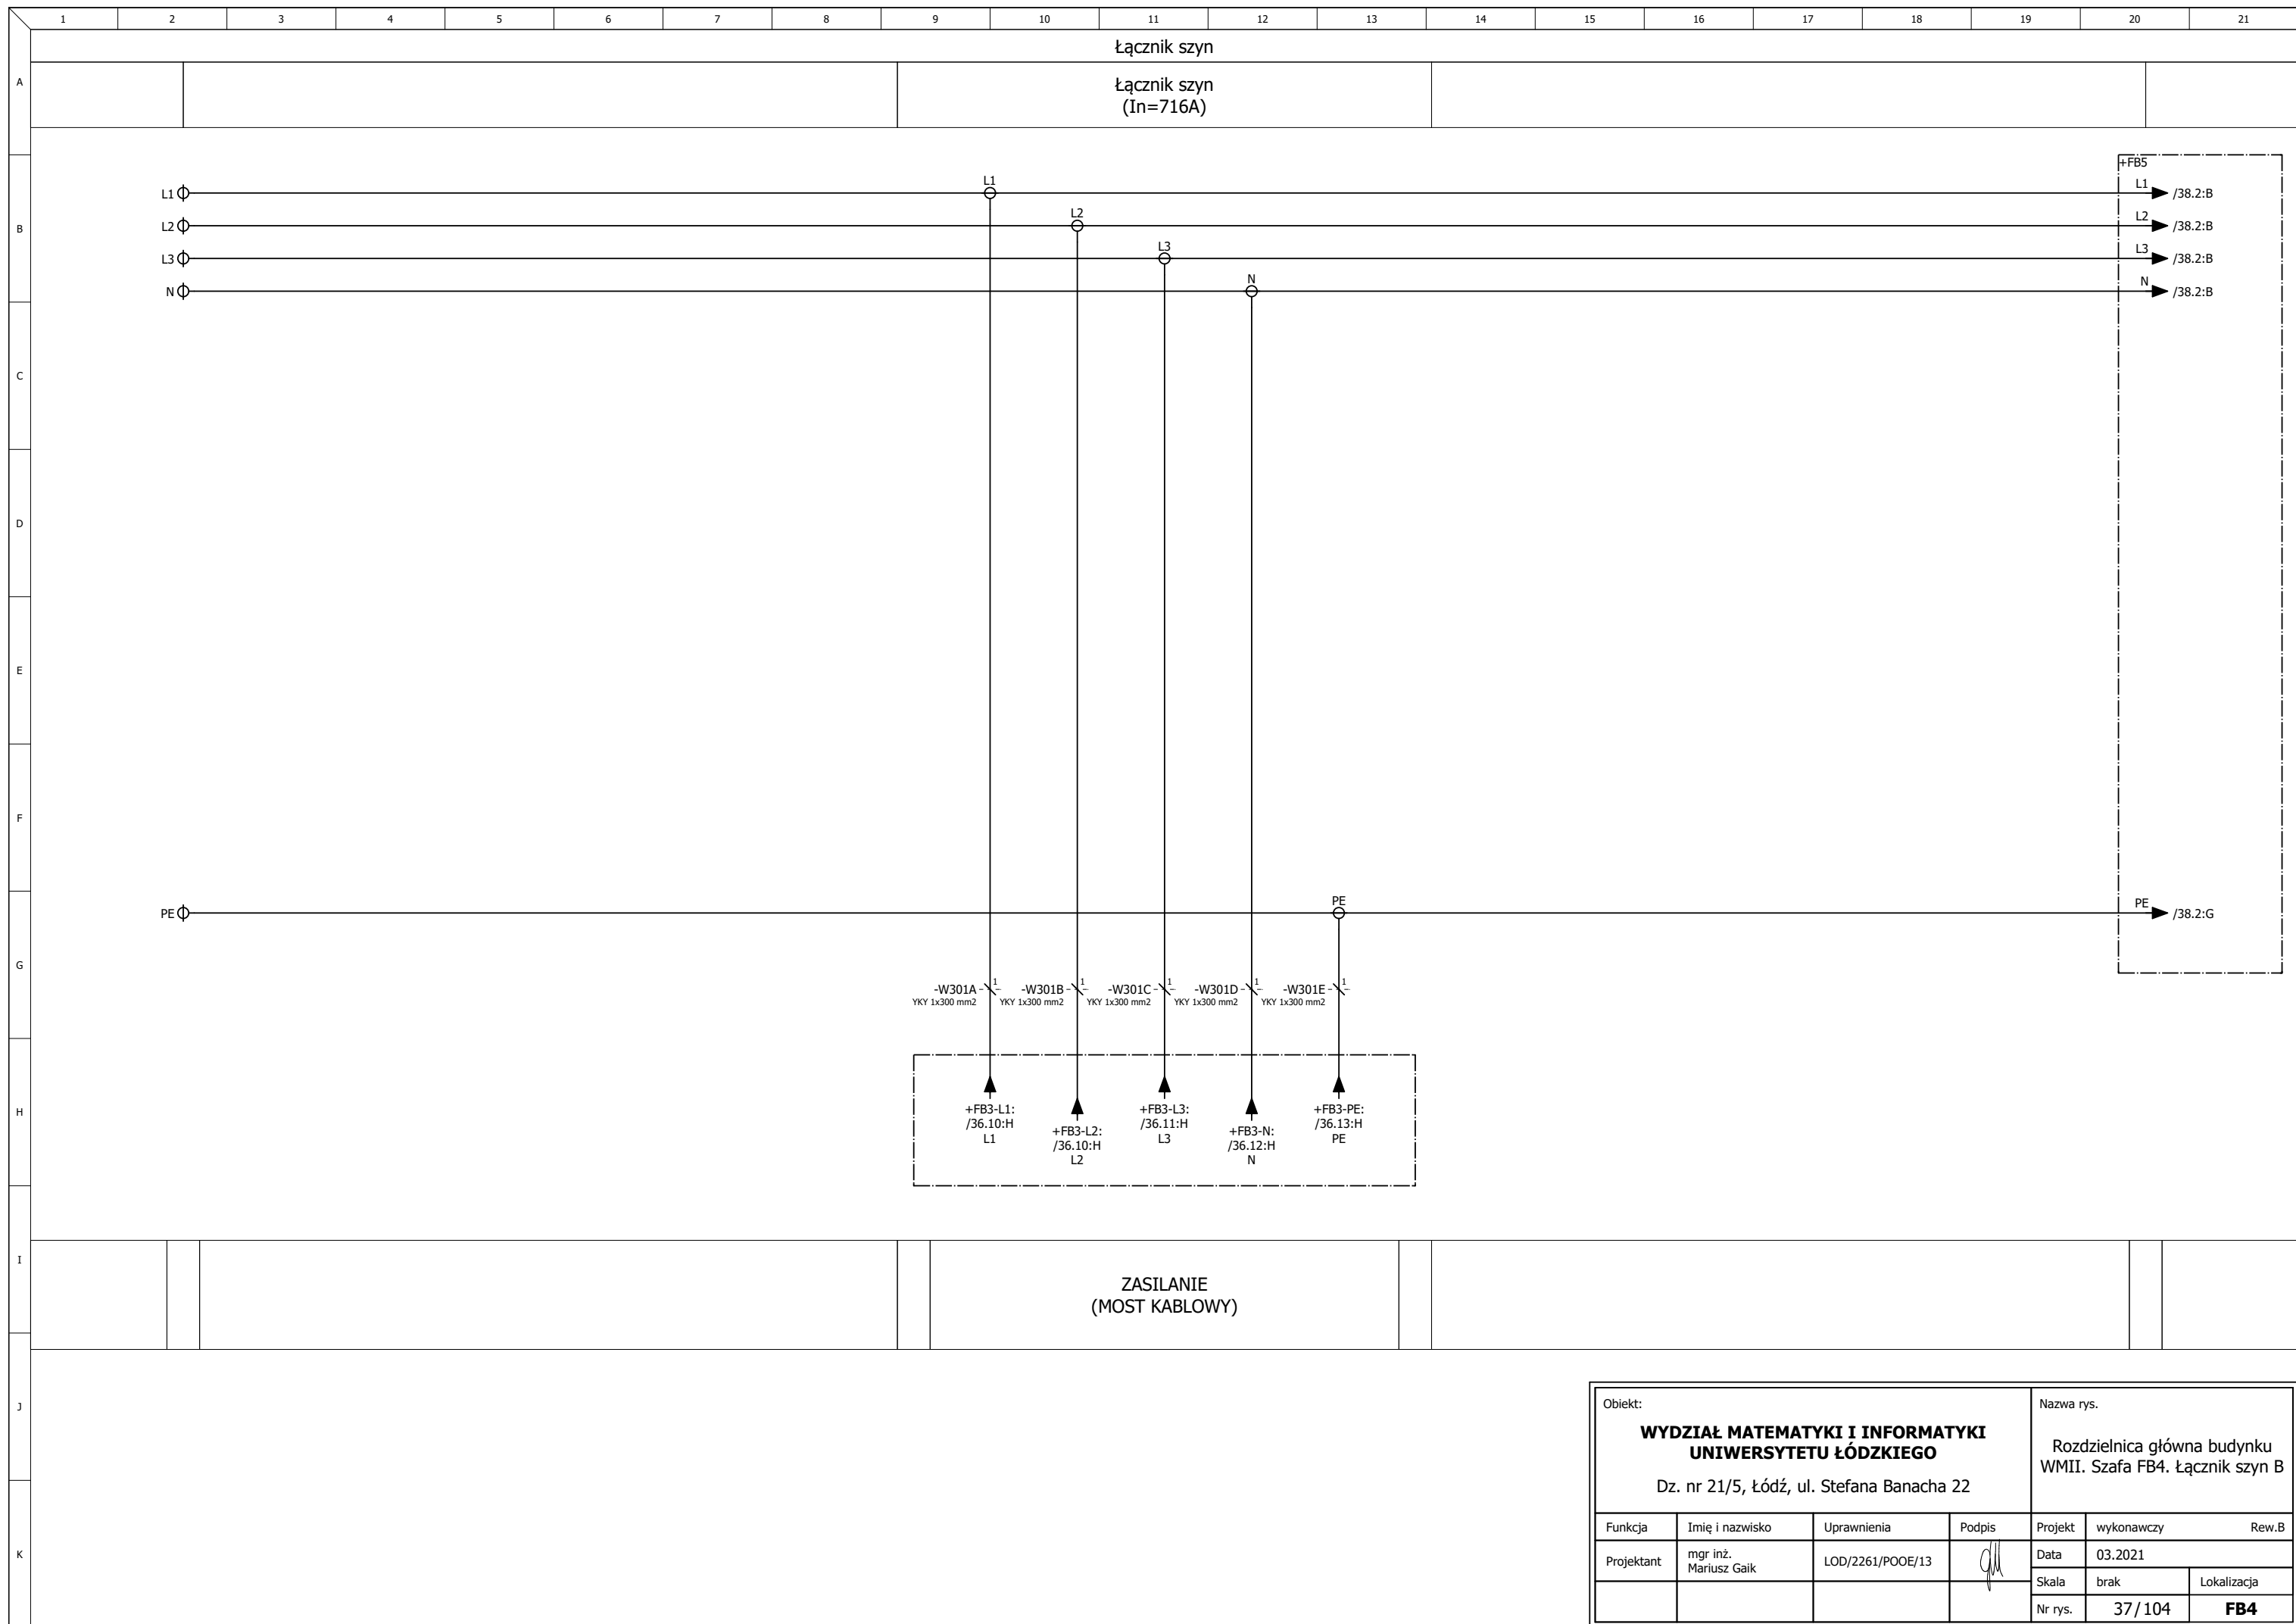 1 2 3 4 5 6 7 8 9 10 11 12 13 14 15 16 17 18 19 20 21
Łącznik szyn
A
Łącznik szyn
(In=716A)
+FB5
L1 L1 L1 /38.2:B
B
L2 L2 L2 /38.2:B
L3 L3 L3 /38.2:B
N N N /38.2:B
C
D
E
F
PE PE PE /38.2:G
G
-W301A 1 -W301B 1 -W301C 1 -W301D 1 -W301E 1
YKY 1x300 mm2 YKY 1x300 mm2 YKY 1x300 mm2 YKY 1x300 mm2 YKY 1x300 mm2
H
+FB3-L1:
/36.10:H
L1
+FB3-L2:
/36.10:H
L2
+FB3-L3:
/36.11:H
L3
+FB3-N:
/36.12:H
N
+FB3-PE:
/36.13:H
PE
I
ZASILANIE
(MOST KABLOWY)
J
Obiekt:
WYDZIAŁ MATEMATYKI I INFORMATYKI
UNIWERSYTETU ŁÓDZKIEGO
Dz. nr 21/5, Łódź, ul. Stefana Banacha 22
Nazwa rys.
Rozdzielnica główna budynku
WMII. Szafa FB4. Łącznik szyn B
K
Funkcja Imię i nazwisko Uprawnienia Podpis Projekt wykonawczy Rew.B
Projektant mgr inż.
Mariusz Gaik
LOD/2261/POOE/13
Data 03.2021
Skala brak Lokalizacja
Nr rys. 37/104 FB4